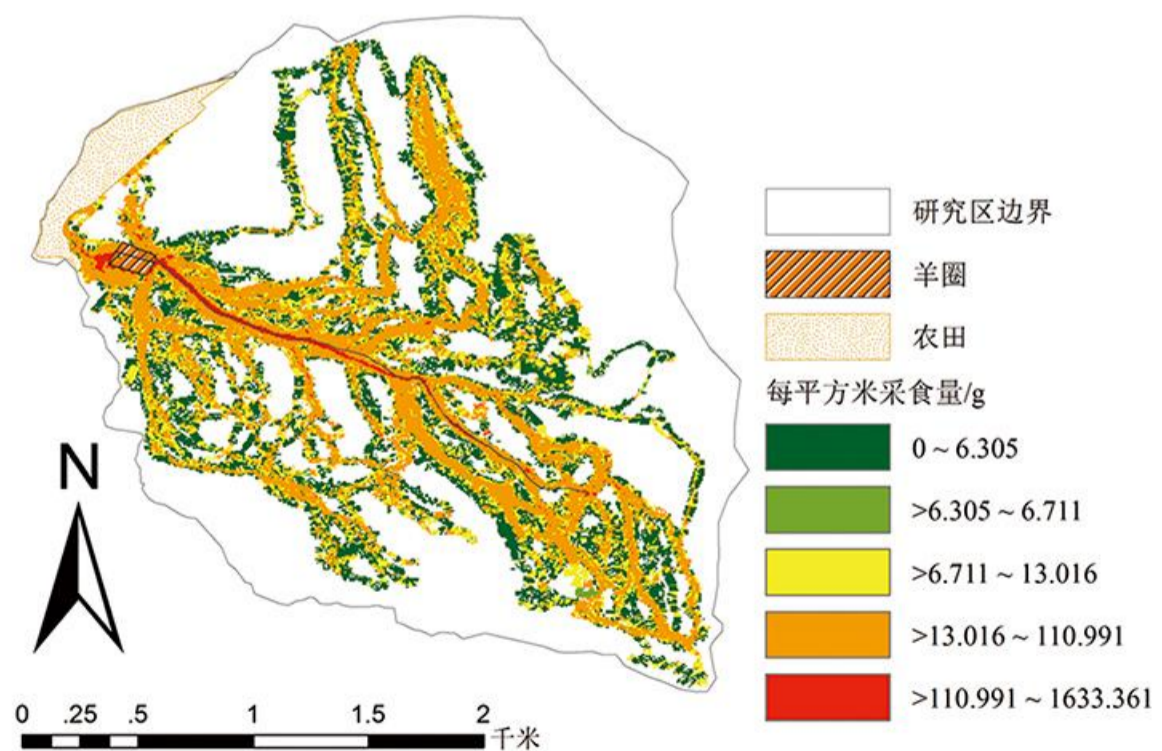 研究区边界
羊圈
农田
每平方米采食量/g
0 ~ 6.305
>6.305 ~ 6.711
>6.711 ~ 13.016
>13.016 ~ 110.991
>110.991 ~ 1633.361
N
0 .25 .5 1 1.5 2
千米